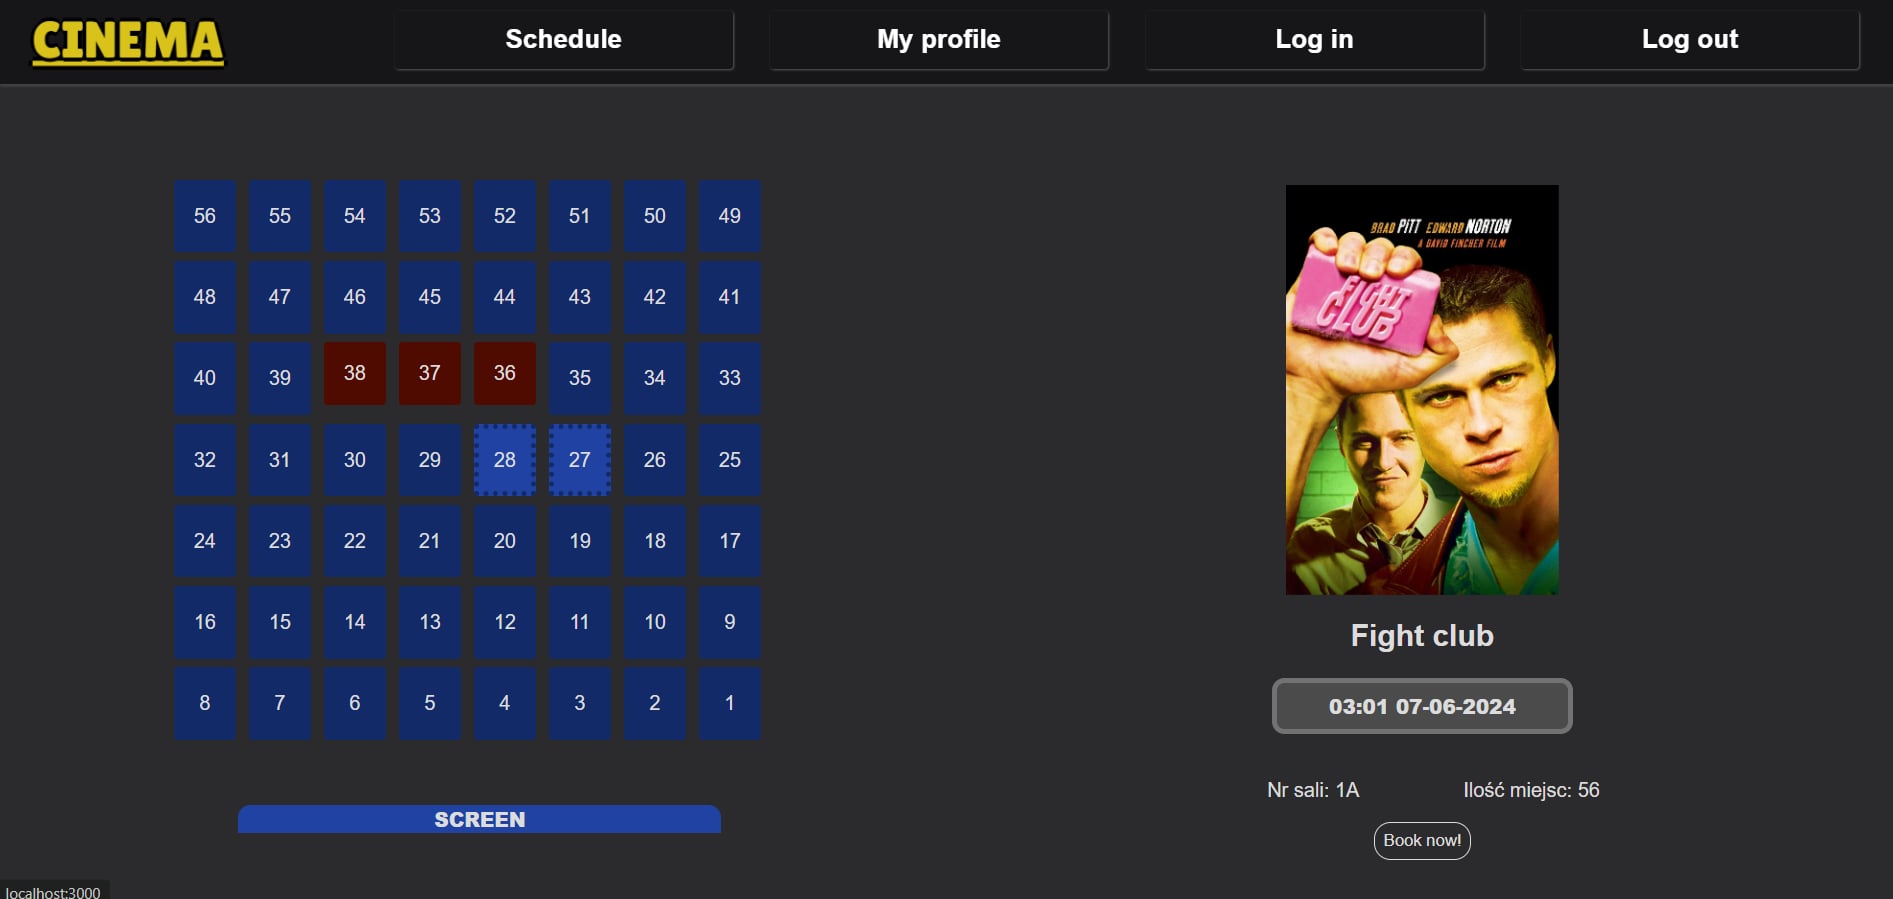 CINEMA
Schedule
My profile
Log in
Log out
56 55 54 53 52 51 50 49
48 47 46 45 44 43 42 41
40 39 38 37 36 35 34 33
32 31 30 29 28 27 26 25
24 23 22 21 20 19 18 17
16 15 14 13 12 11 10 9
8 7 6 5 4 3 2 1
SCREEN
BRAD PITT EDWARD NORTON
A DAVID FINCHER FILM
FIGHT
CLUB
Fight club
03:01 07-06-2024
Nr sali: 1A
Ilość miejsc: 56
Book now!
localhost:3000